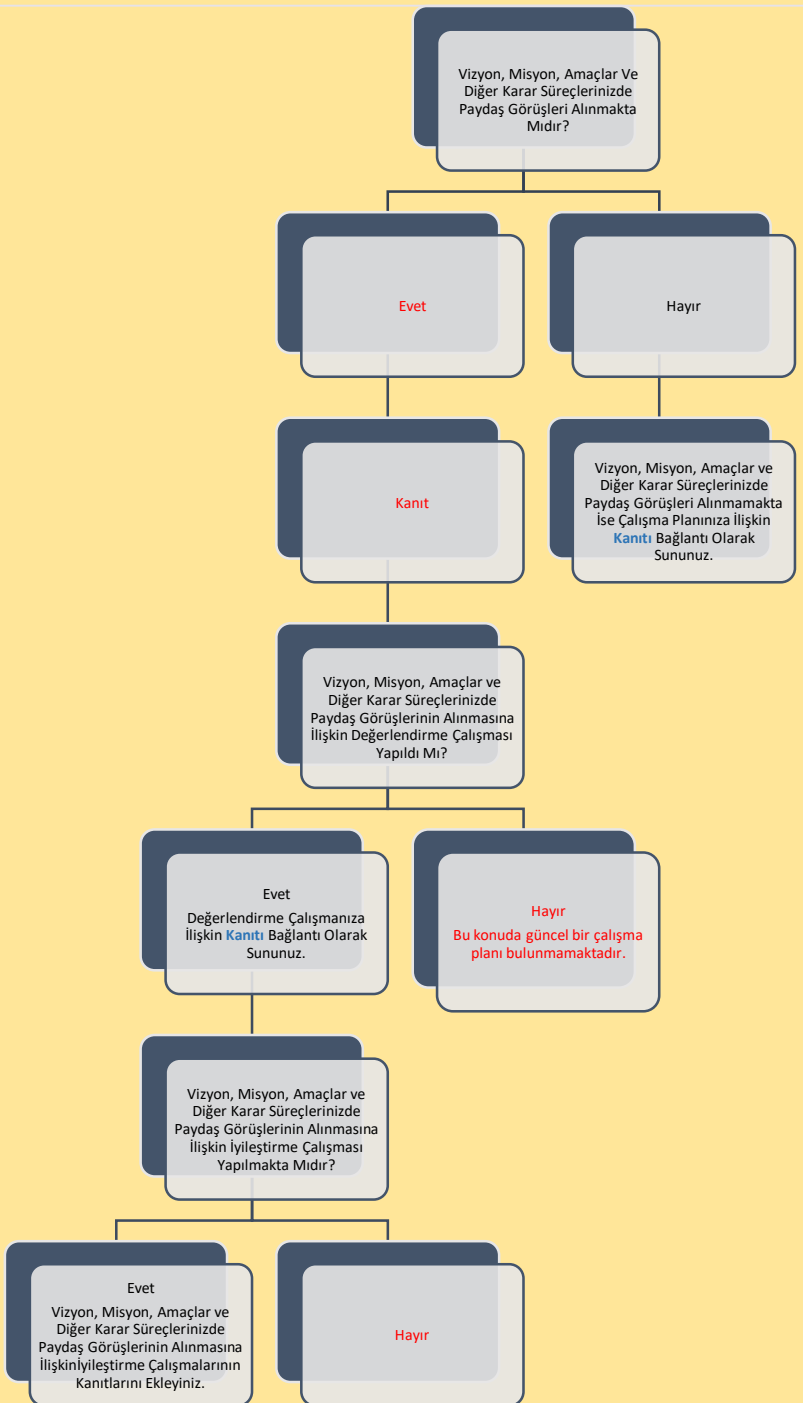 Vizyon, Misyon, Amaçlar Ve
Diğer Karar Süreçlerinizde
Paydaş Görüşleri Alınmakta
Mıdır?
Evet
Hayır
Kanıt
Vizyon, Misyon, Amaçlar ve
Diğer Karar Süreçlerinizde
Paydaş Görüşleri Alınmamakta
İse Çalışma Planınıza İlişkin
Kanıtı Bağlantı Olarak
Sununuz.
Vizyon, Misyon, Amaçlar ve
Diğer Karar Süreçlerinizde
Paydaş Görüşlerinin Alınmasına
İlişkin Değerlendirme Çalışması
Yapıldı Mı?
Evet
Değerlendirme Çalışmanıza
İlişkin Kanıtı Bağlantı Olarak
Sununuz.
Hayır
Bu konuda güncel bir çalışma
planı bulunmamaktadır.
Vizyon, Misyon, Amaçlar ve
Diğer Karar Süreçlerinizde
Paydaş Görüşlerinin Alınmasına
İlişkin İyileştirme Çalışması
Yapılmakta Mıdır?
Evet
Vizyon, Misyon, Amaçlar ve
Diğer Karar Süreçlerinizde
Paydaş Görüşlerinin Alınmasına
İlişkinİyileştirme Çalışmalarının
Kanıtlarını Ekleyiniz.
Hayır